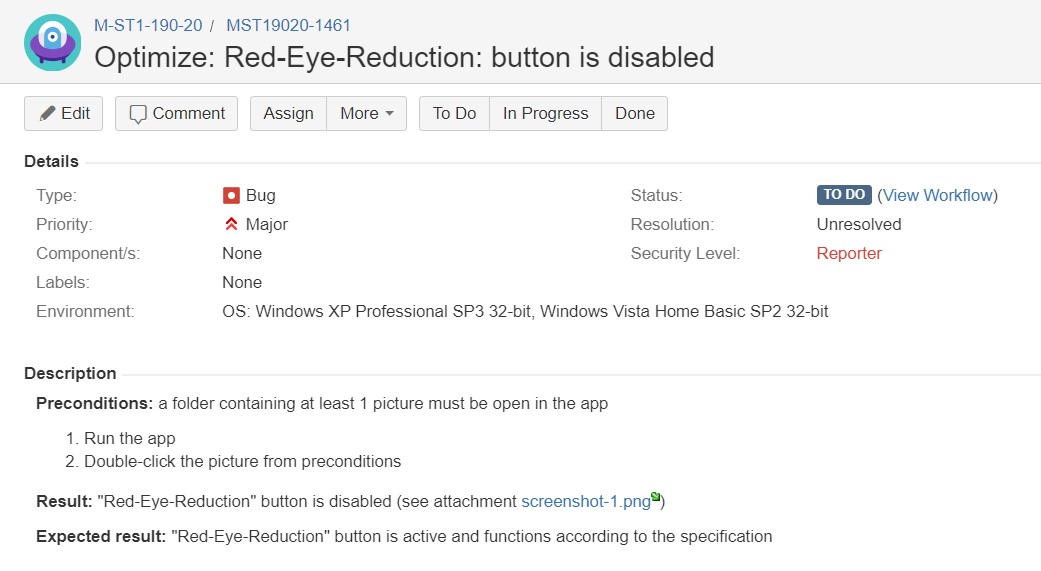 M-ST1-190-20 / MST19020-1461
Optimize: Red-Eye-Reduction: button is disabled
Edit Comment Assign More To Do In Progress Done
Details
Type: Bug Status: TO DO (View Workflow)
Priority: Major Resolution: Unresolved
Component/s: None Security Level: Reporter
Labels: None
Environment: OS: Windows XP Professional SP3 32-bit, Windows Vista Home Basic SP2 32-bit
Description
Preconditions: a folder containing at least 1 picture must be open in the app
1. Run the app
2. Double-click the picture from preconditions
Result: "Red-Eye-Reduction" button is disabled (see attachment screenshot-1.png)
Expected result: "Red-Eye-Reduction" button is active and functions according to the specification